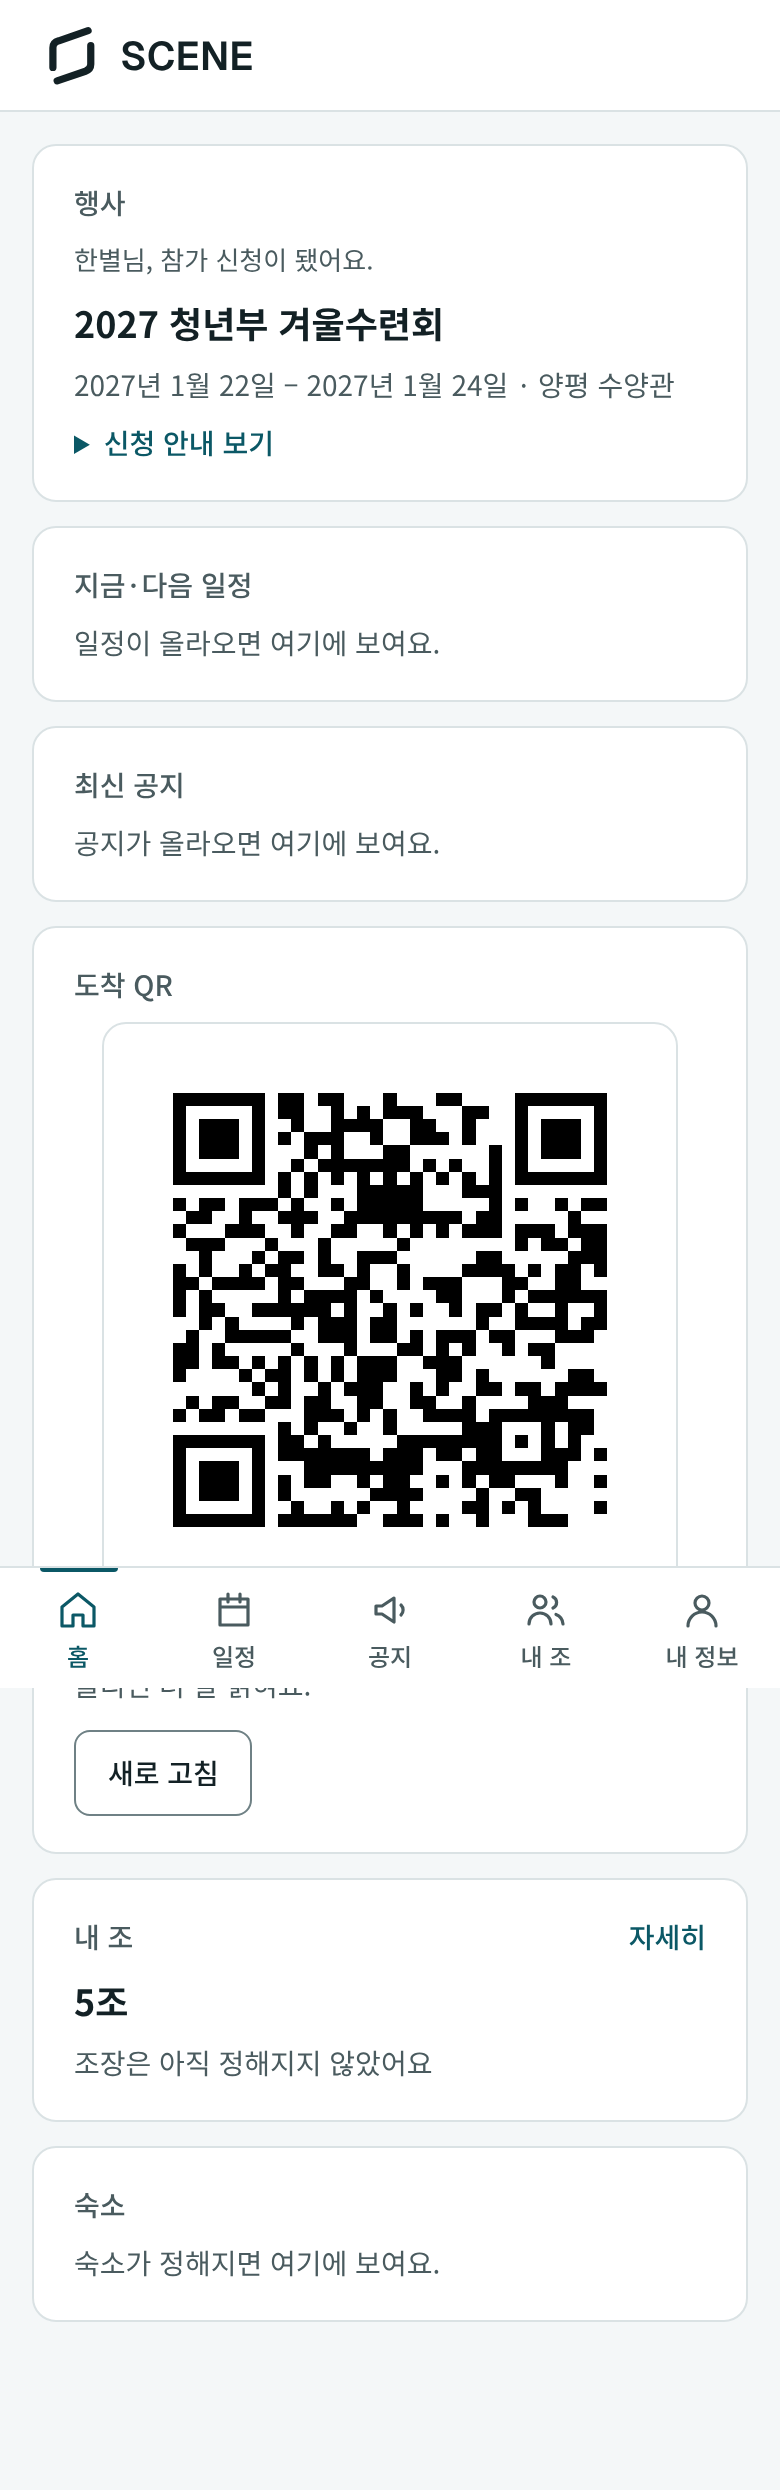 SCENE
행사
한별님, 참가 신청이 됐어요.
2027 청년부 겨울수련회
2027년 1월 22일 – 2027년 1월 24일 · 양평 수양관
▶ 신청 안내 보기
지금·다음 일정
일정이 올라오면 여기에 보여요.
최신 공지
공지가 올라오면 여기에 보여요.
도착 QR
홈
일정
공지
내 조
내 정보
새로 고침
내 조
자세히
5조
조장은 아직 정해지지 않았어요
숙소
숙소가 정해지면 여기에 보여요.